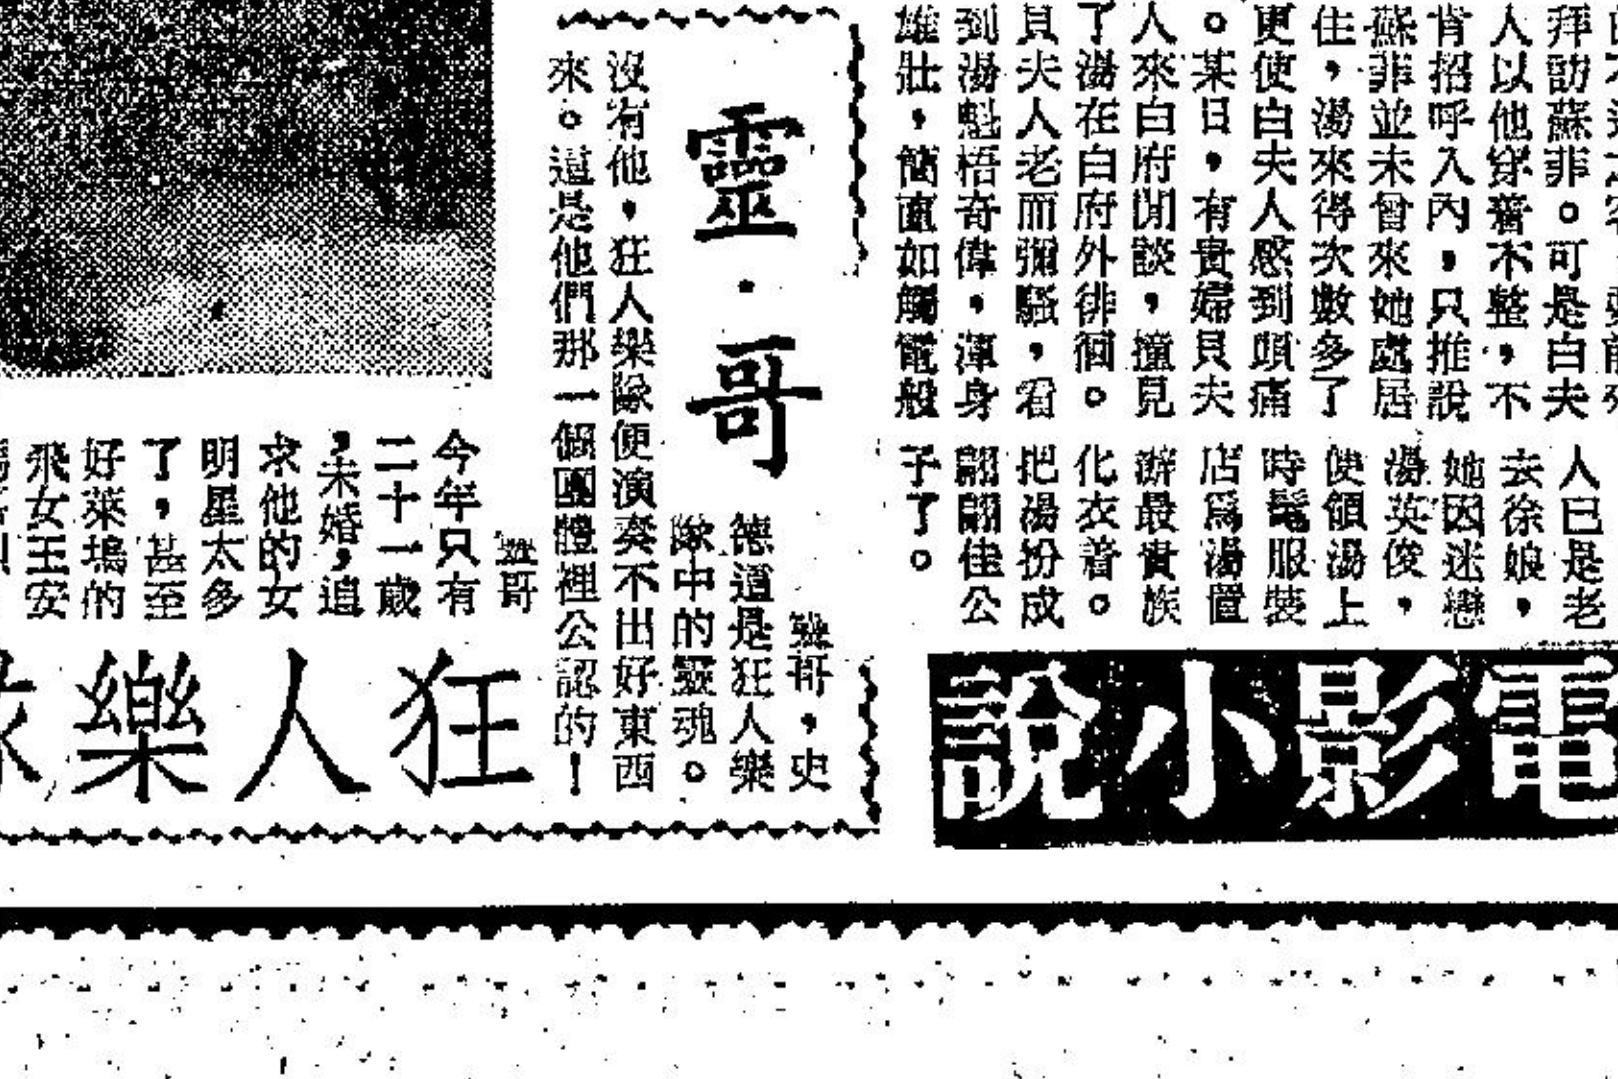 拜訪蘇非。可是白夫
人以他穿着不整，不
肯招呼入內，只推說
蘇菲並未曾來她處居
住，湯來得次數多了
更使白夫人感到頭痛
。某日，有貴婦貝夫
人來白府閒談，撞見
了湯在白府外徘徊。
貝夫人老而彌騷，看
到湯魁梧奇偉，渾身
雄壯，簡直如觸電般
人已是老
去徐娘，
她因迷戀
湯英俊，
使領湯上
時髦服裝
店爲湯置
辦最貴族
化衣着。
把湯扮成
翩翩佳公
子了。
電影小說
靈·哥
靈哥，史
德道是狂人樂
隊中的靈魂。
沒有他，狂人樂隊便演奏不出好東西
來。這是他們那一個團體裡公認的！
靈哥
今年只有
二十一歲
，未婚，追
求他的女
明星太多
了，甚至
好萊塢的
飛女王安
狂人樂